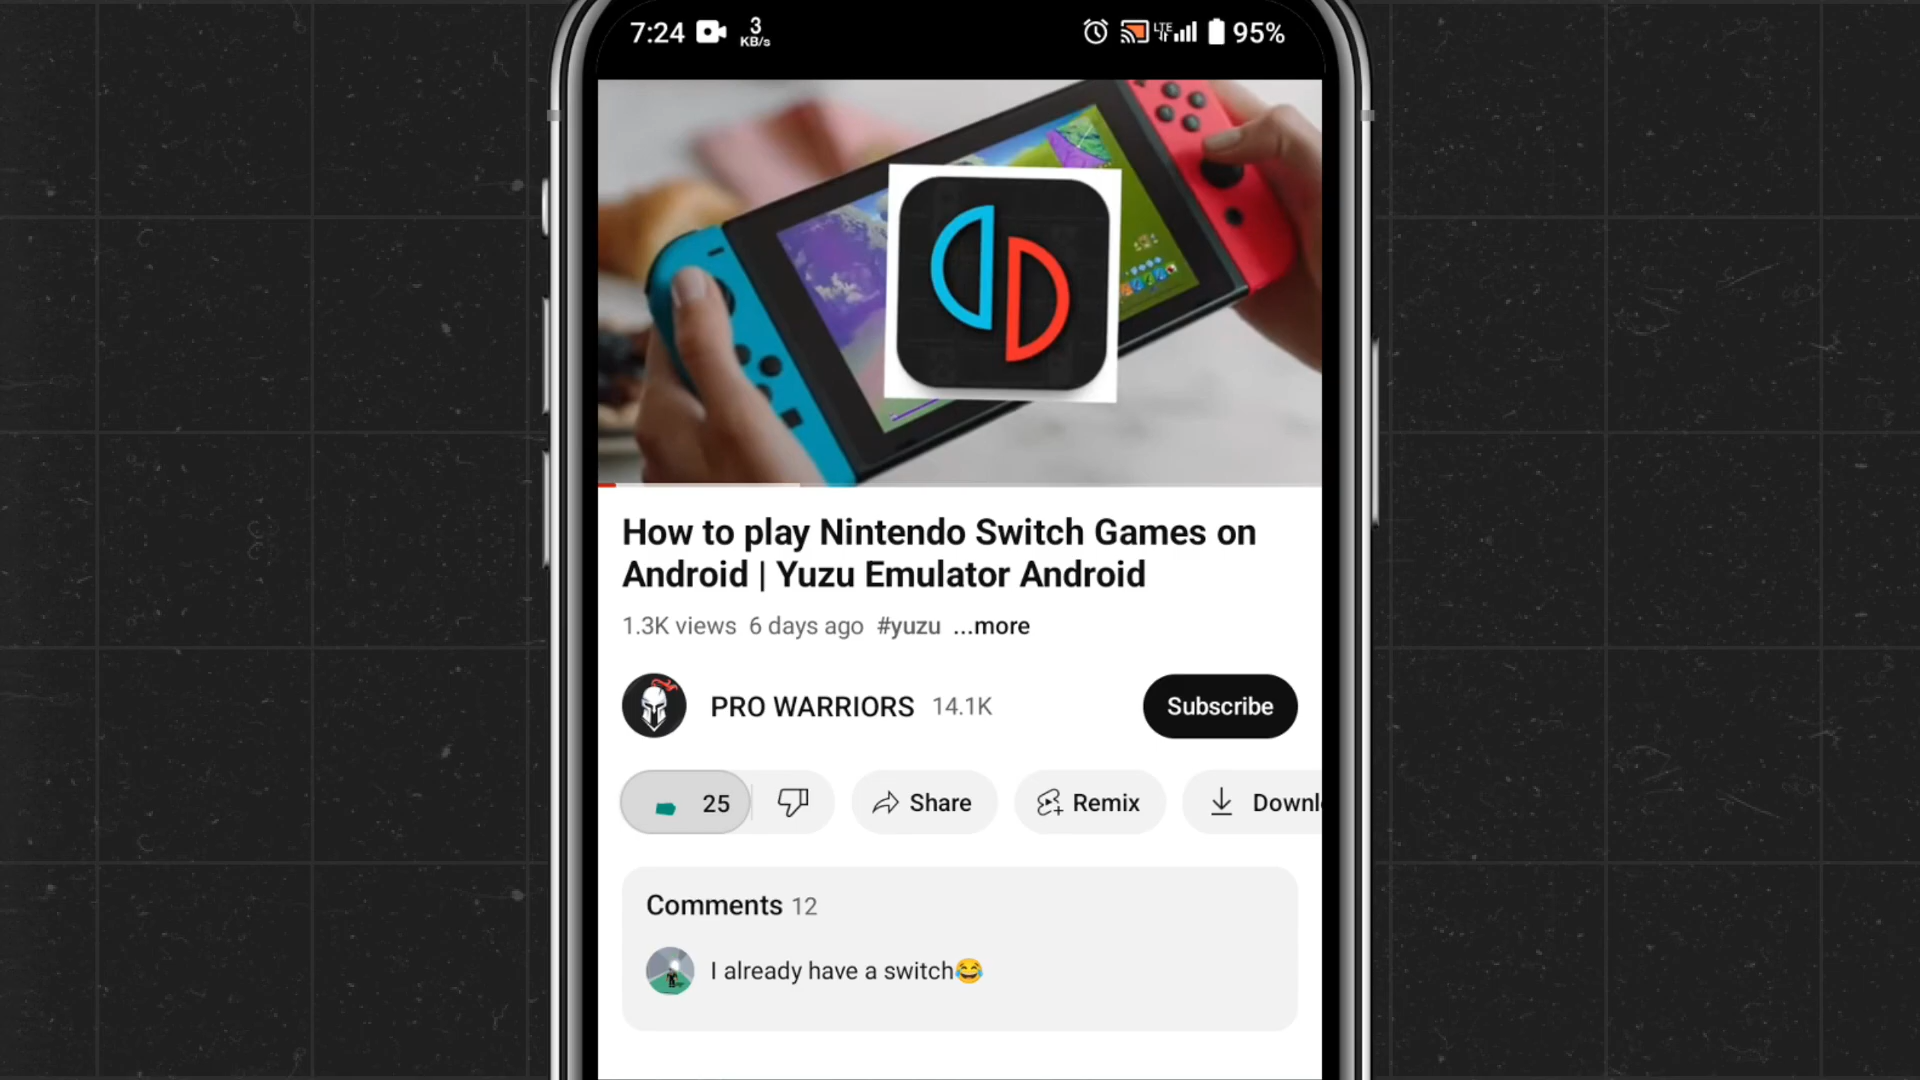 7:24 3 KB/s LTE 95%
How to play Nintendo Switch Games on
Android | Yuzu Emulator Android
1.3K views 6 days ago #yuzu ...more
PRO WARRIORS 14.1K Subscribe
25 Share Remix Downl
Comments 12
I already have a switch😂